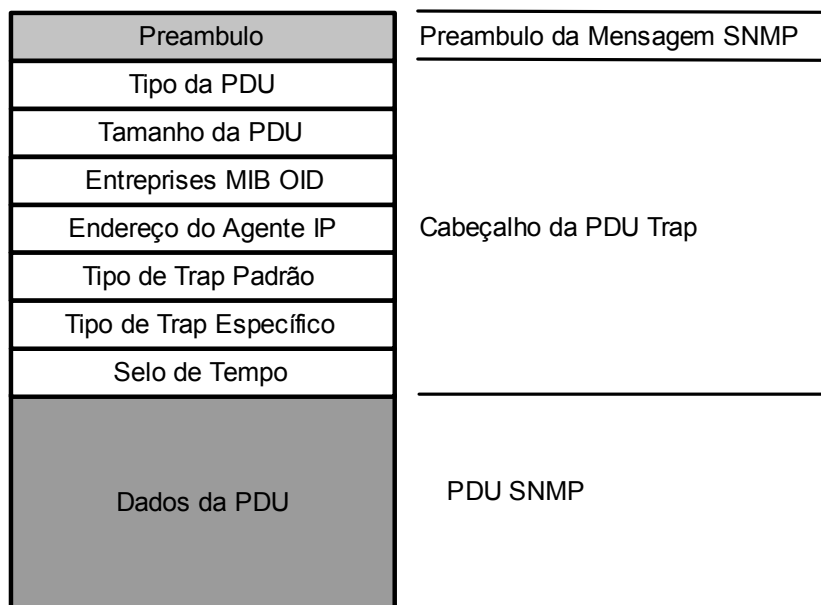 Preambulo
Preambulo da Mensagem SNMP
Tipo da PDU
Tamanho da PDU
Entreprises MIB OID
Endereço do Agente IP
Cabeçalho da PDU Trap
Tipo de Trap Padrão
Tipo de Trap Específico
Selo de Tempo
Dados da PDU
PDU SNMP